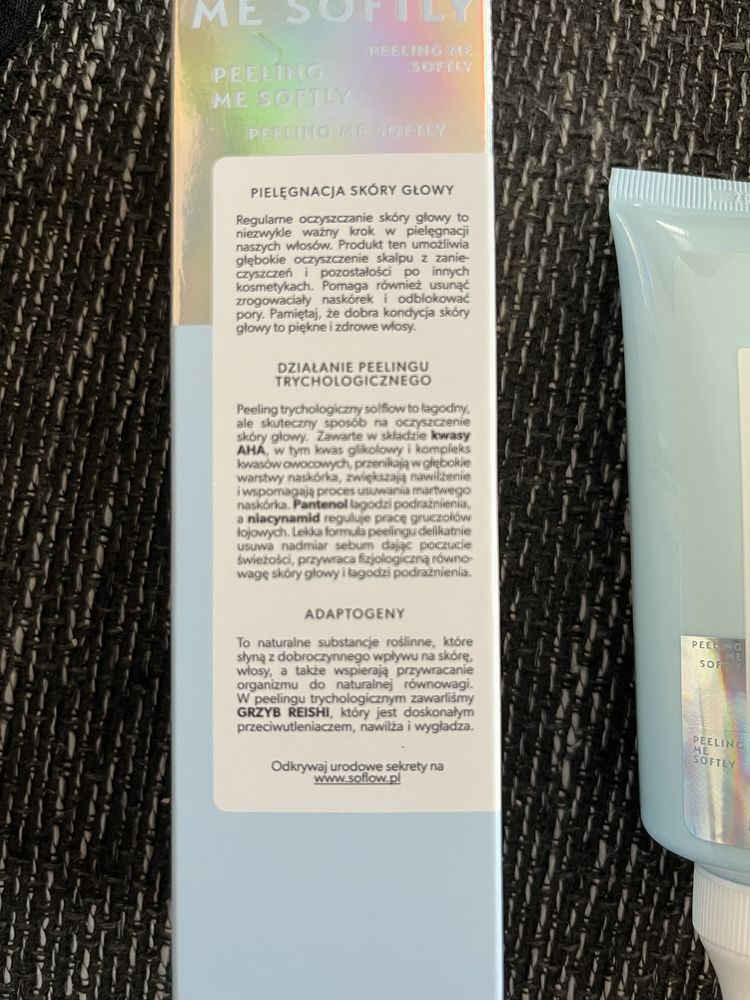 ME SOFTLY
PEELING ME
SOFTLY
PEELING
ME SOFTLY
PEELING ME SOFTLY
PIELĘGNACJA SKÓRY GŁOWY
Regularne oczyszczanie skóry głowy to
niezwykle ważny krok w pielęgnacji
naszych włosów. Produkt ten umożliwia
głębokie oczyszczenie skalpu z zanie-
czyszczeń i pozostałości po innych
kosmetykach. Pomaga również usunąć
zrogowaciały naskórek i odblokować
pory. Pamiętaj, że dobra kondycja skóry
głowy to piękne i zdrowe włosy.
DZIAŁANIE PEELINGU
TRYCHOLOGICZNEGO
Peeling trychologiczny so!flow to łagodny,
ale skuteczny sposób na oczyszczenie
skóry głowy. Zawarte w składzie kwasy
AHA, w tym kwas glikolowy i kompleks
kwasów owocowych, przenikają w głębokie
warstwy naskórka, zwiększają nawilżenie
i wspomagają proces usuwania martwego
naskórka. Pantenol łagodzi podrażnienia,
a niacynamid reguluje pracę gruczołów
łojowych. Lekka formuła peelingu delikatnie
usuwa nadmiar sebum dając poczucie
świeżości, przywraca fizjologiczną równo-
wagę skóry głowy i łagodzi podrażnienia.
ADAPTOGENY
To naturalne substancje roślinne, które
słyną z dobroczynnego wpływu na skórę,
włosy, a także wspierają przywracanie
organizmu do naturalnej równowagi.
W peelingu trychologicznym zawarliśmy
GRZYB REISHI, który jest doskonałym
przeciwutleniaczem, nawilża i wygładza.
Odkrywaj urodowe sekrety na
www.soflow.pl
PEELING
ME
SOFTLY
PEELING
ME
SOFTLY